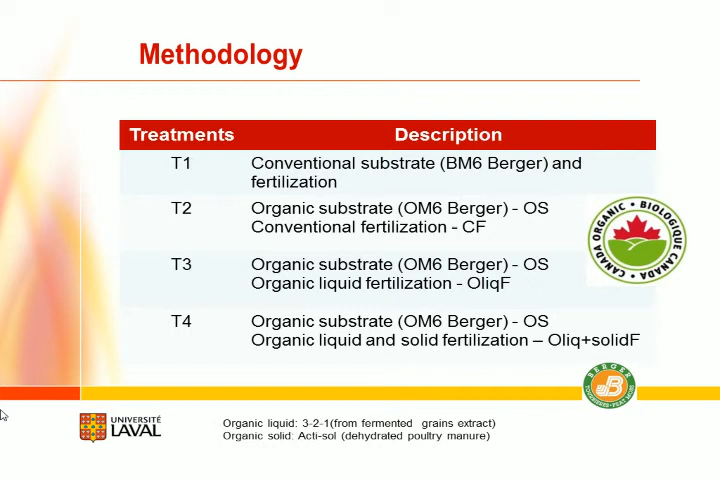 Methodology
Treatments Description
T1 Conventional substrate (BM6 Berger) and
fertilization
T2 Organic substrate (OM6 Berger) - OS
Conventional fertilization - CF
T3 Organic substrate (OM6 Berger) - OS
Organic liquid fertilization - OliqF
T4 Organic substrate (OM6 Berger) - OS
Organic liquid and solid fertilization – Oliq+solidF
CANADA ORGANIC • BIOLOGIQUE CANADA •
BERGER
B
UNIVERSITÉ
LAVAL
Organic liquid: 3-2-1(from fermented grains extract)
Organic solid: Acti-sol (dehydrated poultry manure)